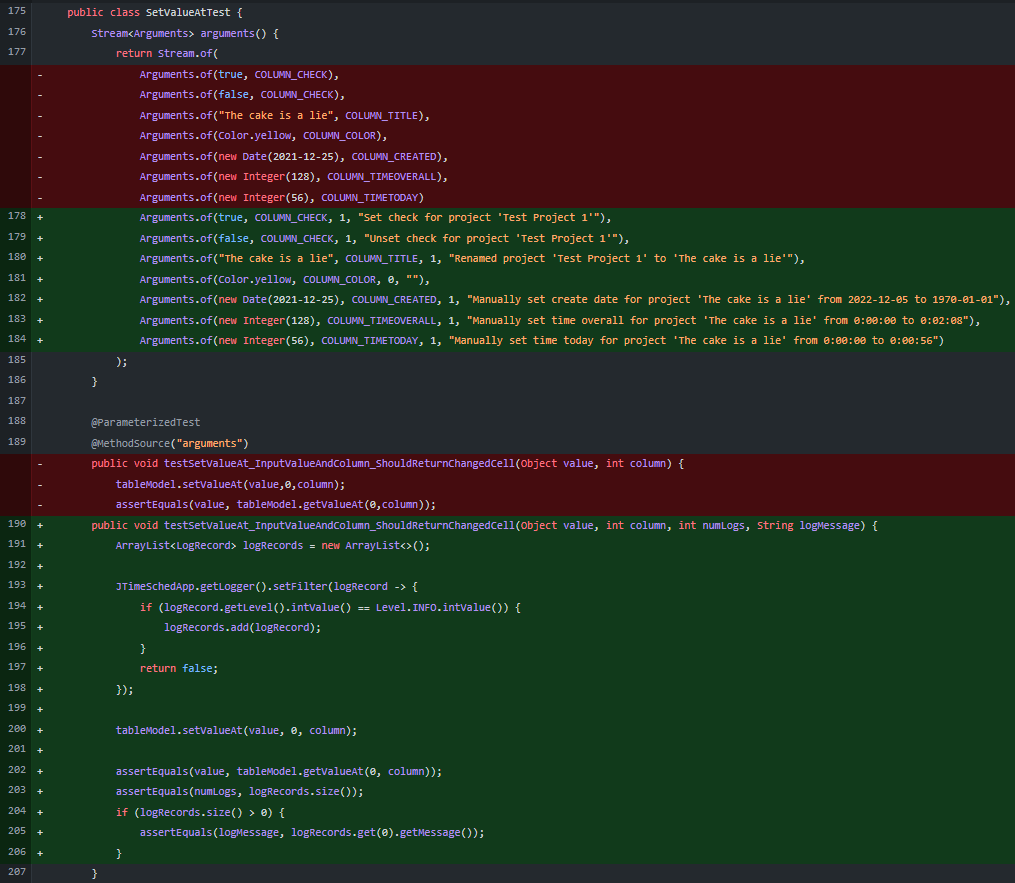 175 public class SetValueAtTest {
176 Stream<Arguments> arguments() {
177 return Stream.of(
- Arguments.of(true, COLUMN_CHECK),
- Arguments.of(false, COLUMN_CHECK),
- Arguments.of("The cake is a lie", COLUMN_TITLE),
- Arguments.of(Color.yellow, COLUMN_COLOR),
- Arguments.of(new Date(2021-12-25), COLUMN_CREATED),
- Arguments.of(new Integer(128), COLUMN_TIMEOVERALL),
- Arguments.of(new Integer(56), COLUMN_TIMETODAY)
178 + Arguments.of(true, COLUMN_CHECK, 1, "Set check for project 'Test Project 1'"),
179 + Arguments.of(false, COLUMN_CHECK, 1, "Unset check for project 'Test Project 1'"),
180 + Arguments.of("The cake is a lie", COLUMN_TITLE, 1, "Renamed project 'Test Project 1' to 'The cake is a lie'"),
181 + Arguments.of(Color.yellow, COLUMN_COLOR, 0, ""),
182 + Arguments.of(new Date(2021-12-25), COLUMN_CREATED, 1, "Manually set create date for project 'The cake is a lie' from 2022-12-05 to 1970-01-01"),
183 + Arguments.of(new Integer(128), COLUMN_TIMEOVERALL, 1, "Manually set time overall for project 'The cake is a lie' from 0:00:00 to 0:02:08"),
184 + Arguments.of(new Integer(56), COLUMN_TIMETODAY, 1, "Manually set time today for project 'The cake is a lie' from 0:00:00 to 0:00:56")
185 );
186 }
187
188 @ParameterizedTest
189 @MethodSource("arguments")
- public void testSetValueAt_InputValueAndColumn_ShouldReturnChangedCell(Object value, int column) {
- tableModel.setValueAt(value,0,column);
- assertEquals(value, tableModel.getValueAt(0,column));
190 + public void testSetValueAt_InputValueAndColumn_ShouldReturnChangedCell(Object value, int column, int numLogs, String logMessage) {
191 + ArrayList<LogRecord> logRecords = new ArrayList<>();
192 +
193 + JTimeSchedApp.getLogger().setFilter(logRecord -> {
194 + if (logRecord.getLevel().intValue() == Level.INFO.intValue()) {
195 + logRecords.add(logRecord);
196 + }
197 + return false;
198 + });
199 +
200 + tableModel.setValueAt(value, 0, column);
201 +
202 + assertEquals(value, tableModel.getValueAt(0, column));
203 + assertEquals(numLogs, logRecords.size());
204 + if (logRecords.size() > 0) {
205 + assertEquals(logMessage, logRecords.get(0).getMessage());
206 + }
207 }